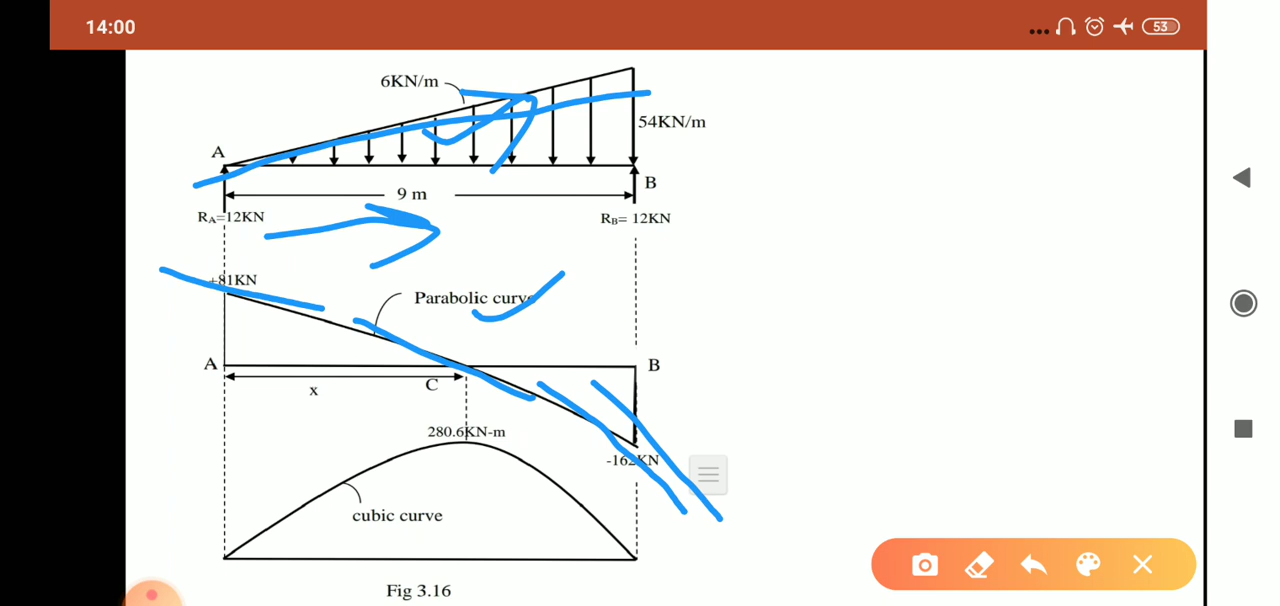 14:00
53
6KN/m
54KN/m
A
B
9 m
RA=12KN
RB= 12KN
+81KN
Parabolic curve
A
B
x
C
280.6KN-m
-162KN
cubic curve
Fig 3.16